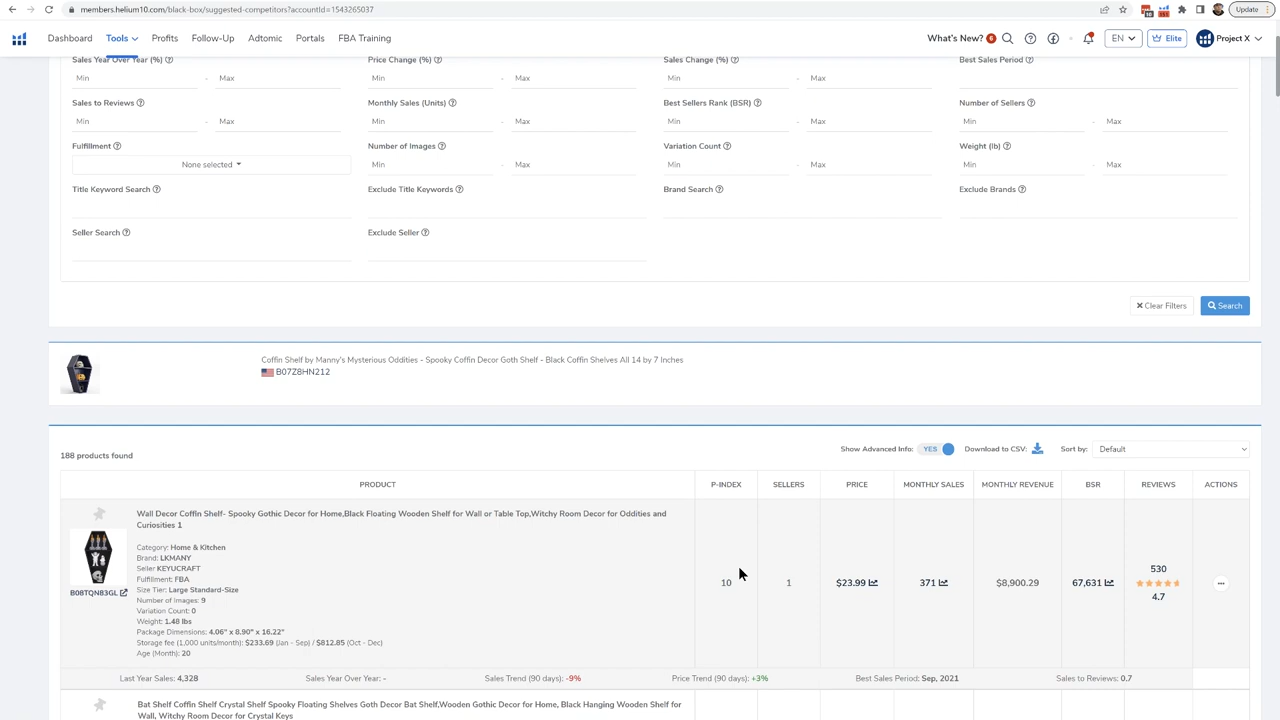 members.helium10.com/black-box/suggested-competitors?accountId=1543265037
Update
Dashboard Tools Profits Follow-Up Adtomic Portals FBA Training What's New? 6 EN Elite Project X
Sales Year Over Year (%) Price Change (%) Sales Change (%) Best Sales Period
Min - Max Min - Max Min - Max
Sales to Reviews Monthly Sales (Units) Best Sellers Rank (BSR) Number of Sellers
Min - Max Min - Max Min - Max Min - Max
Fulfillment Number of Images Variation Count Weight (lb)
None selected Min - Max Min - Max Min - Max
Title Keyword Search Exclude Title Keywords Brand Search Exclude Brands
Seller Search Exclude Seller
Clear Filters Search
Coffin Shelf by Manny's Mysterious Oddities - Spooky Coffin Decor Goth Shelf - Black Coffin Shelves All 14 by 7 Inches
B07Z8HN212
188 products found Show Advanced Info: YES Download to CSV: Sort by: Default
PRODUCT P-INDEX SELLERS PRICE MONTHLY SALES MONTHLY REVENUE BSR REVIEWS ACTIONS
Wall Decor Coffin Shelf- Spooky Gothic Decor for Home,Black Floating Wooden Shelf for Wall or Table Top,Witchy Room Decor for Oddities and
Curiosities 1
Category: Home & Kitchen
Brand: LKMANY
Seller KEYUCRAFT
Fulfillment: FBA
Size Tier: Large Standard-Size
Number of Images: 9
Variation Count: 0
Weight: 1.48 lbs
Package Dimensions: 4.06" x 8.90" x 16.22"
Storage fee (1,000 units/month): $233.69 (Jan - Sep) / $812.85 (Oct - Dec)
Age (Month): 20
B08TQN83GL
10 1 $23.99 371 $8,900.29 67,631 530
4.7
Last Year Sales: 4,328 Sales Year Over Year: - Sales Trend (90 days): -9% Price Trend (90 days): +3% Best Sales Period: Sep, 2021 Sales to Reviews: 0.7
Bat Shelf Coffin Shelf Crystal Shelf Spooky Floating Shelves Goth Decor Bat Shelf,Wooden Gothic Decor for Home, Black Hanging Wooden Shelf for
Wall, Witchy Room Decor for Crystal Keys